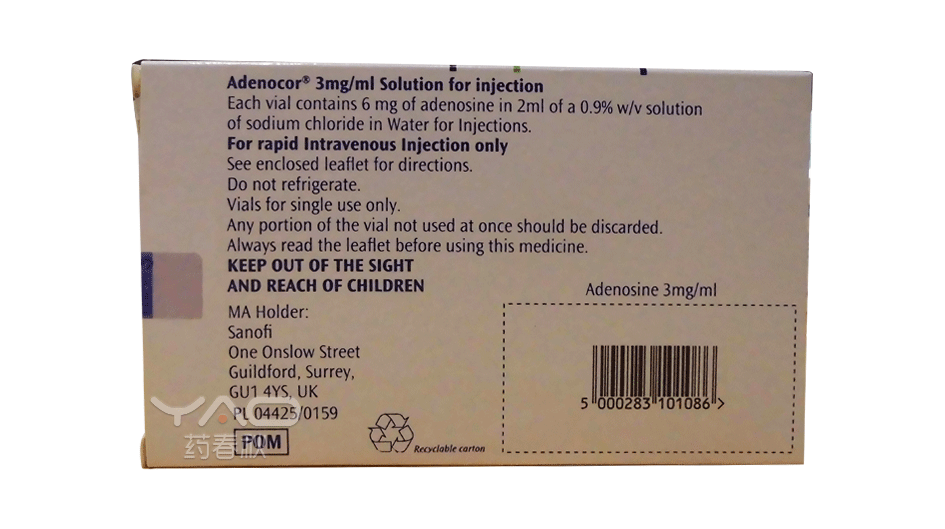 Adenocor® 3mg/ml Solution for injection
Each vial contains 6 mg of adenosine in 2ml of a 0.9% w/v solution
of sodium chloride in Water for Injections.
For rapid Intravenous Injection only
See enclosed leaflet for directions.
Do not refrigerate.
Vials for single use only.
Any portion of the vial not used at once should be discarded.
Always read the leaflet before using this medicine.
KEEP OUT OF THE SIGHT
AND REACH OF CHILDREN
MA Holder:
Sanofi
One Onslow Street
Guildford, Surrey,
GU1 4YS, UK
PL 04425/0159
POM
YAO
药春秋
Recyclable carton
Adenosine 3mg/ml
5 000283 101086 >